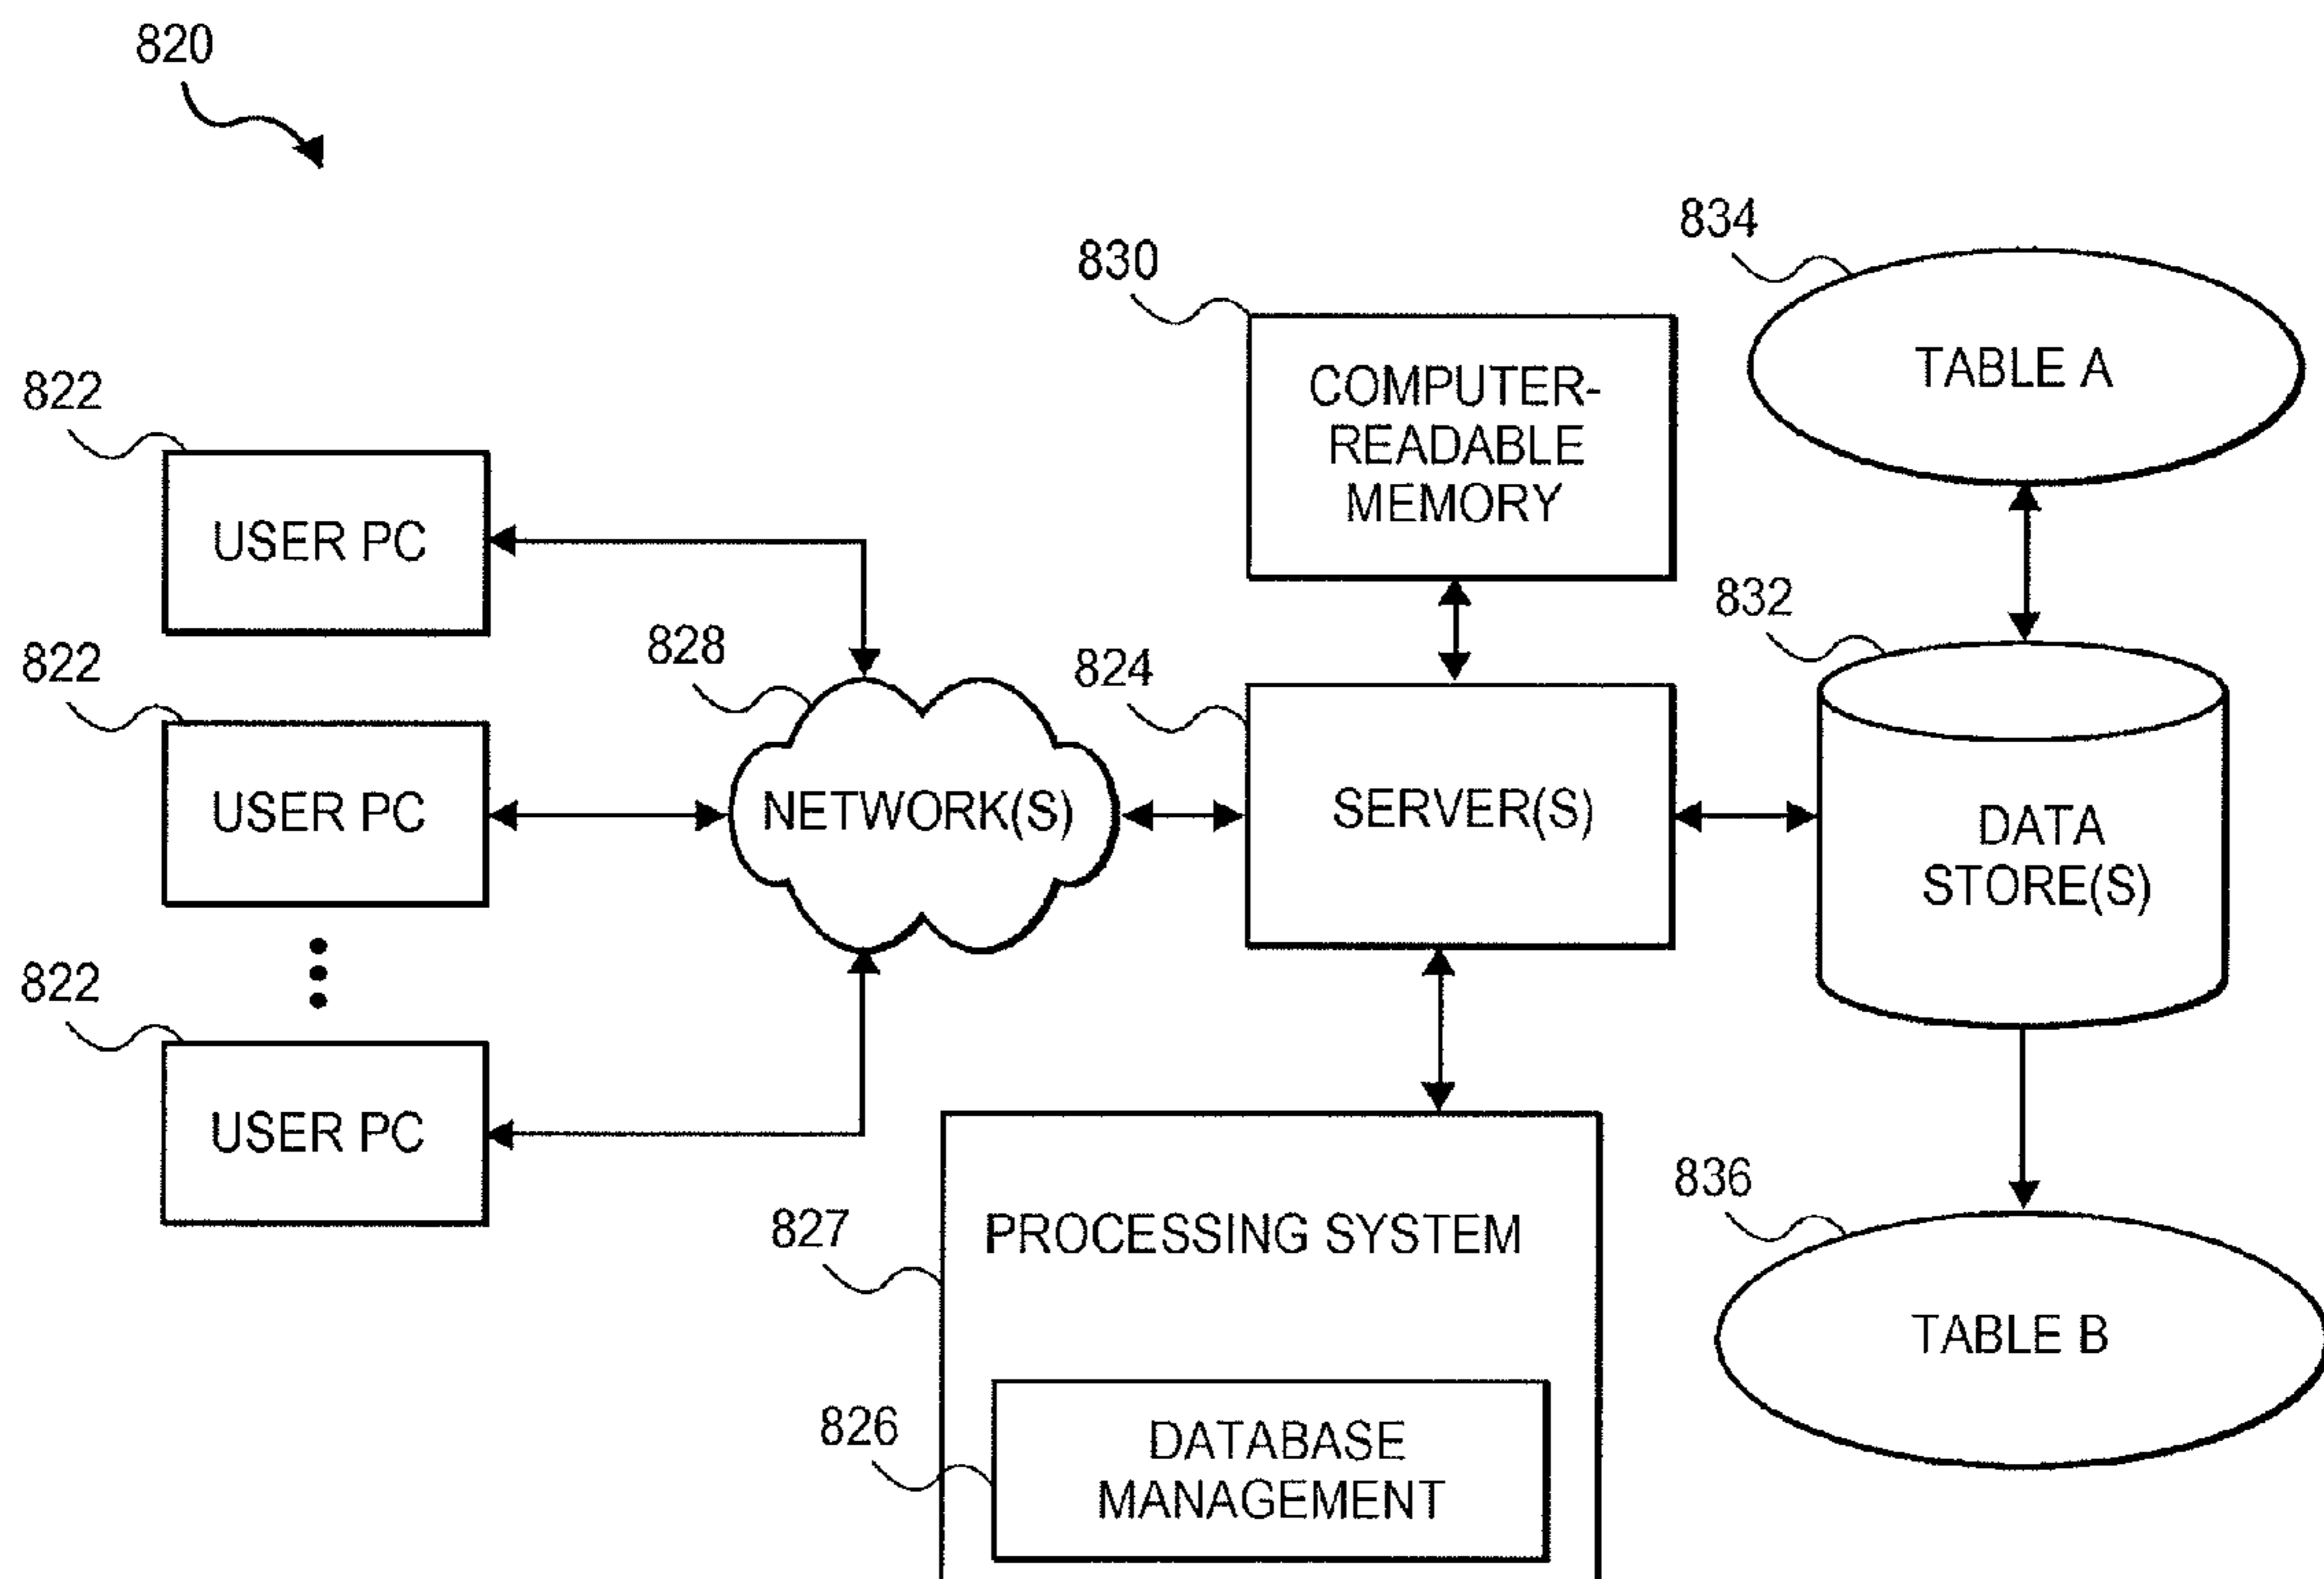 820
834
830
TABLE A
COMPUTER-
READABLE
MEMORY
822
USER PC
832
828
824
822
USER PC
NETWORK(S)
SERVER(S)
DATA
STORE(S)
822
USER PC
836
827
PROCESSING SYSTEM
TABLE B
826
DATABASE
MANAGEMENT